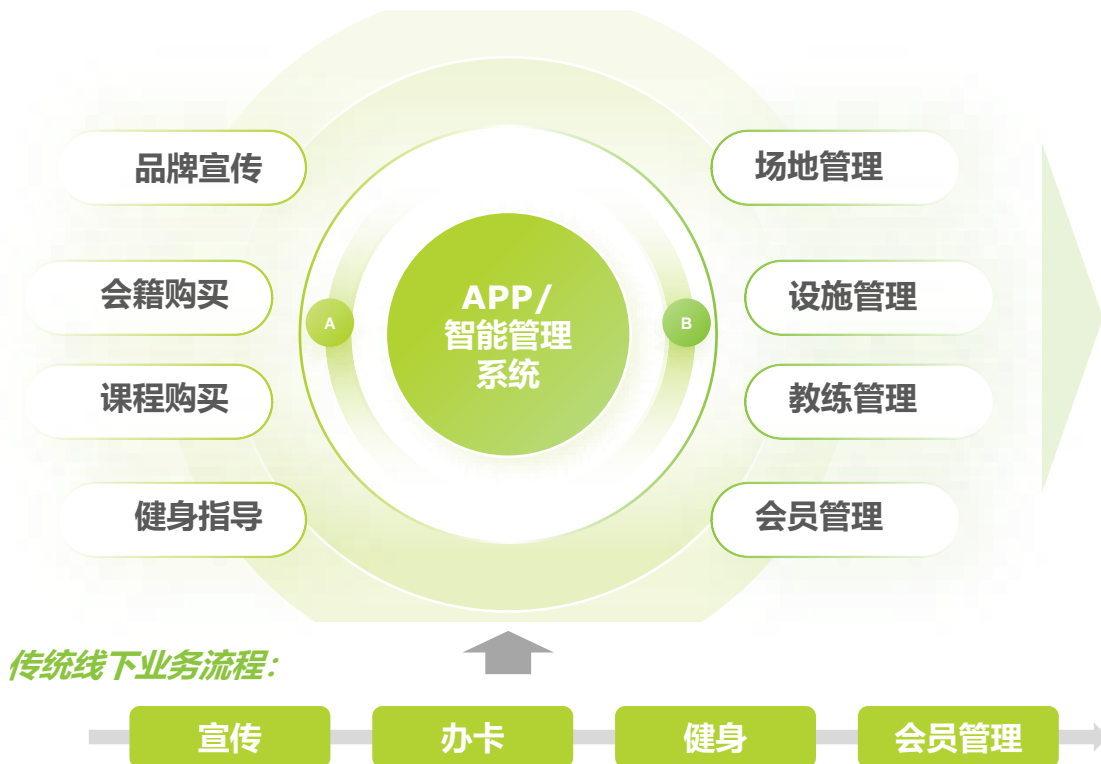 品牌宣传
场地管理
会籍购买
设施管理
A
APP/
智能管理
系统
B
课程购买
教练管理
健身指导
会员管理
传统线下业务流程：
宣传
办卡
健身
会员管理